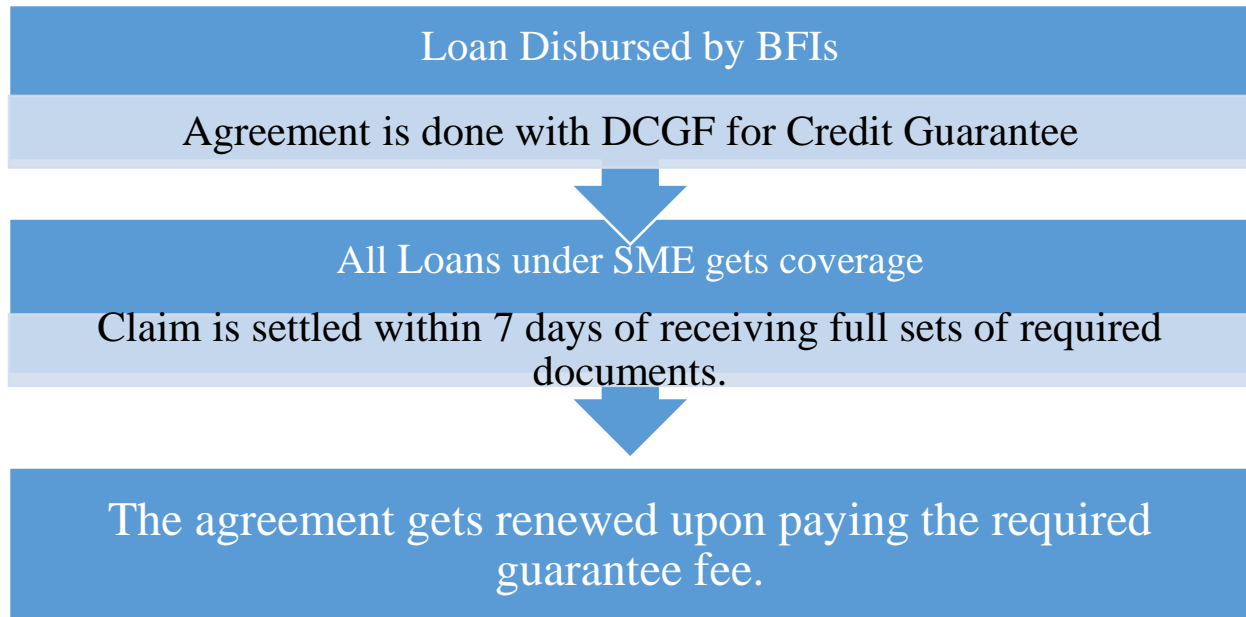 Loan Disbursed by BFIs
Agreement is done with DCGF for Credit Guarantee
All Loans under SME gets coverage
Claim is settled within 7 days of receiving full sets of required
documents.
The agreement gets renewed upon paying the required
guarantee fee.